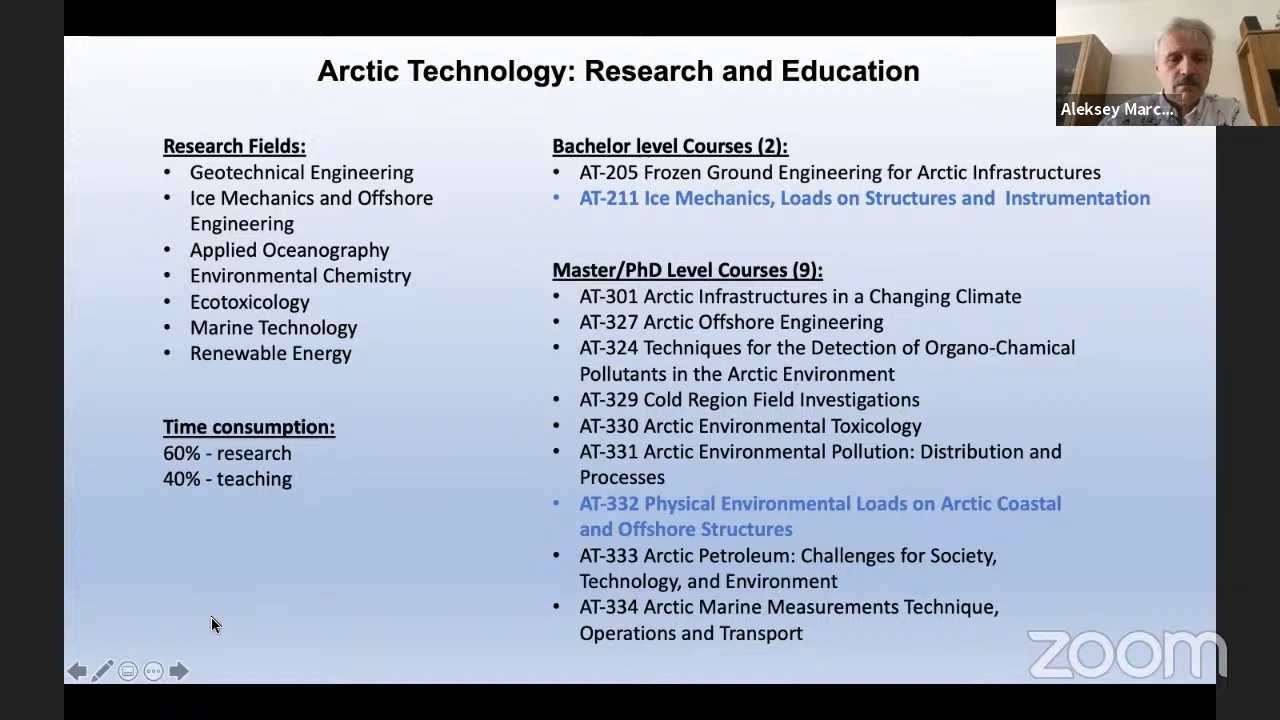 Arctic Technology: Research and Education
Aleksey Marc...
Research Fields:
• Geotechnical Engineering
• Ice Mechanics and Offshore
Engineering
• Applied Oceanography
• Environmental Chemistry
• Ecotoxicology
• Marine Technology
• Renewable Energy
Time consumption:
60% - research
40% - teaching
Bachelor level Courses (2):
• AT-205 Frozen Ground Engineering for Arctic Infrastructures
• AT-211 Ice Mechanics, Loads on Structures and Instrumentation
Master/PhD Level Courses (9):
• AT-301 Arctic Infrastructures in a Changing Climate
• AT-327 Arctic Offshore Engineering
• AT-324 Techniques for the Detection of Organo-Chamical
Pollutants in the Arctic Environment
• AT-329 Cold Region Field Investigations
• AT-330 Arctic Environmental Toxicology
• AT-331 Arctic Environmental Pollution: Distribution and
Processes
• AT-332 Physical Environmental Loads on Arctic Coastal
and Offshore Structures
• AT-333 Arctic Petroleum: Challenges for Society,
Technology, and Environment
• AT-334 Arctic Marine Measurements Technique,
Operations and Transport
zoom